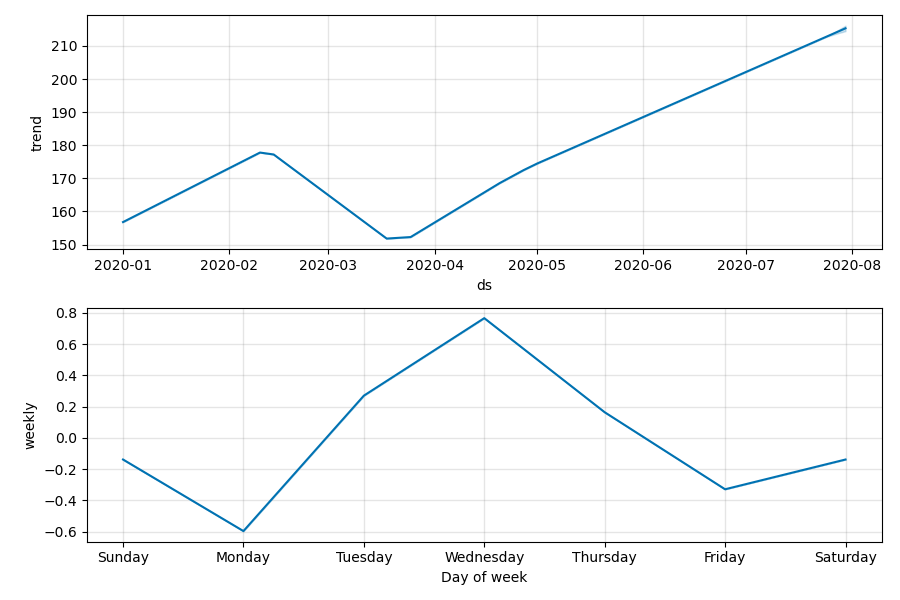 210
200
190
180
170
160
150
trend
2020-01 2020-02 2020-03 2020-04 2020-05 2020-06 2020-07 2020-08
ds
0.8
0.6
0.4
0.2
0.0
−0.2
−0.4
−0.6
weekly
Sunday Monday Tuesday Wednesday Thursday Friday Saturday
Day of week